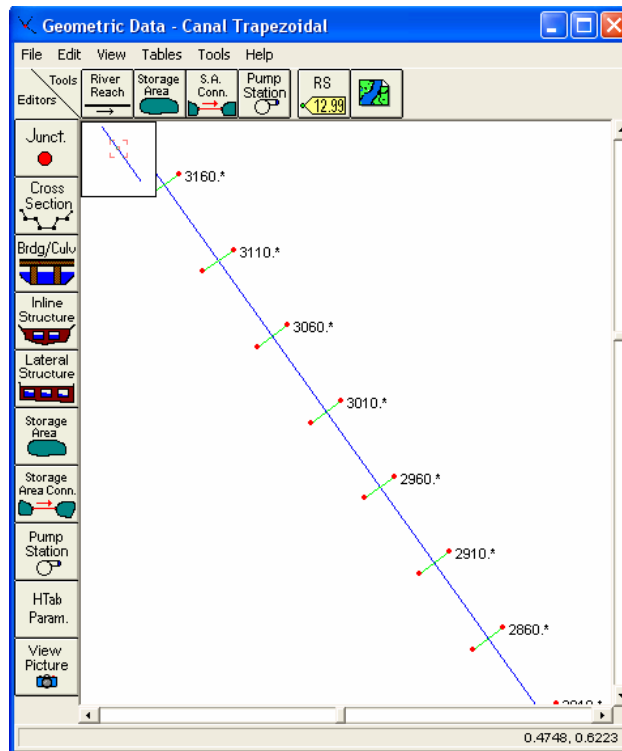 Geometric Data - Canal Trapezoidal
File Edit View Tables Tools Help
Tools
Editors
River
Reach
Storage
Area
S.A.
Conn.
Pump
Station
RS
12.99
Junct.
Cross
Section
Brdg/Culv
Inline
Structure
Lateral
Structure
Storage
Area
Storage
Area Conn.
Pump
Station
HTab
Param.
View
Picture
3160.*
3110.*
3060.*
3010.*
2960.*
2910.*
2860.*
0.4748, 0.6223